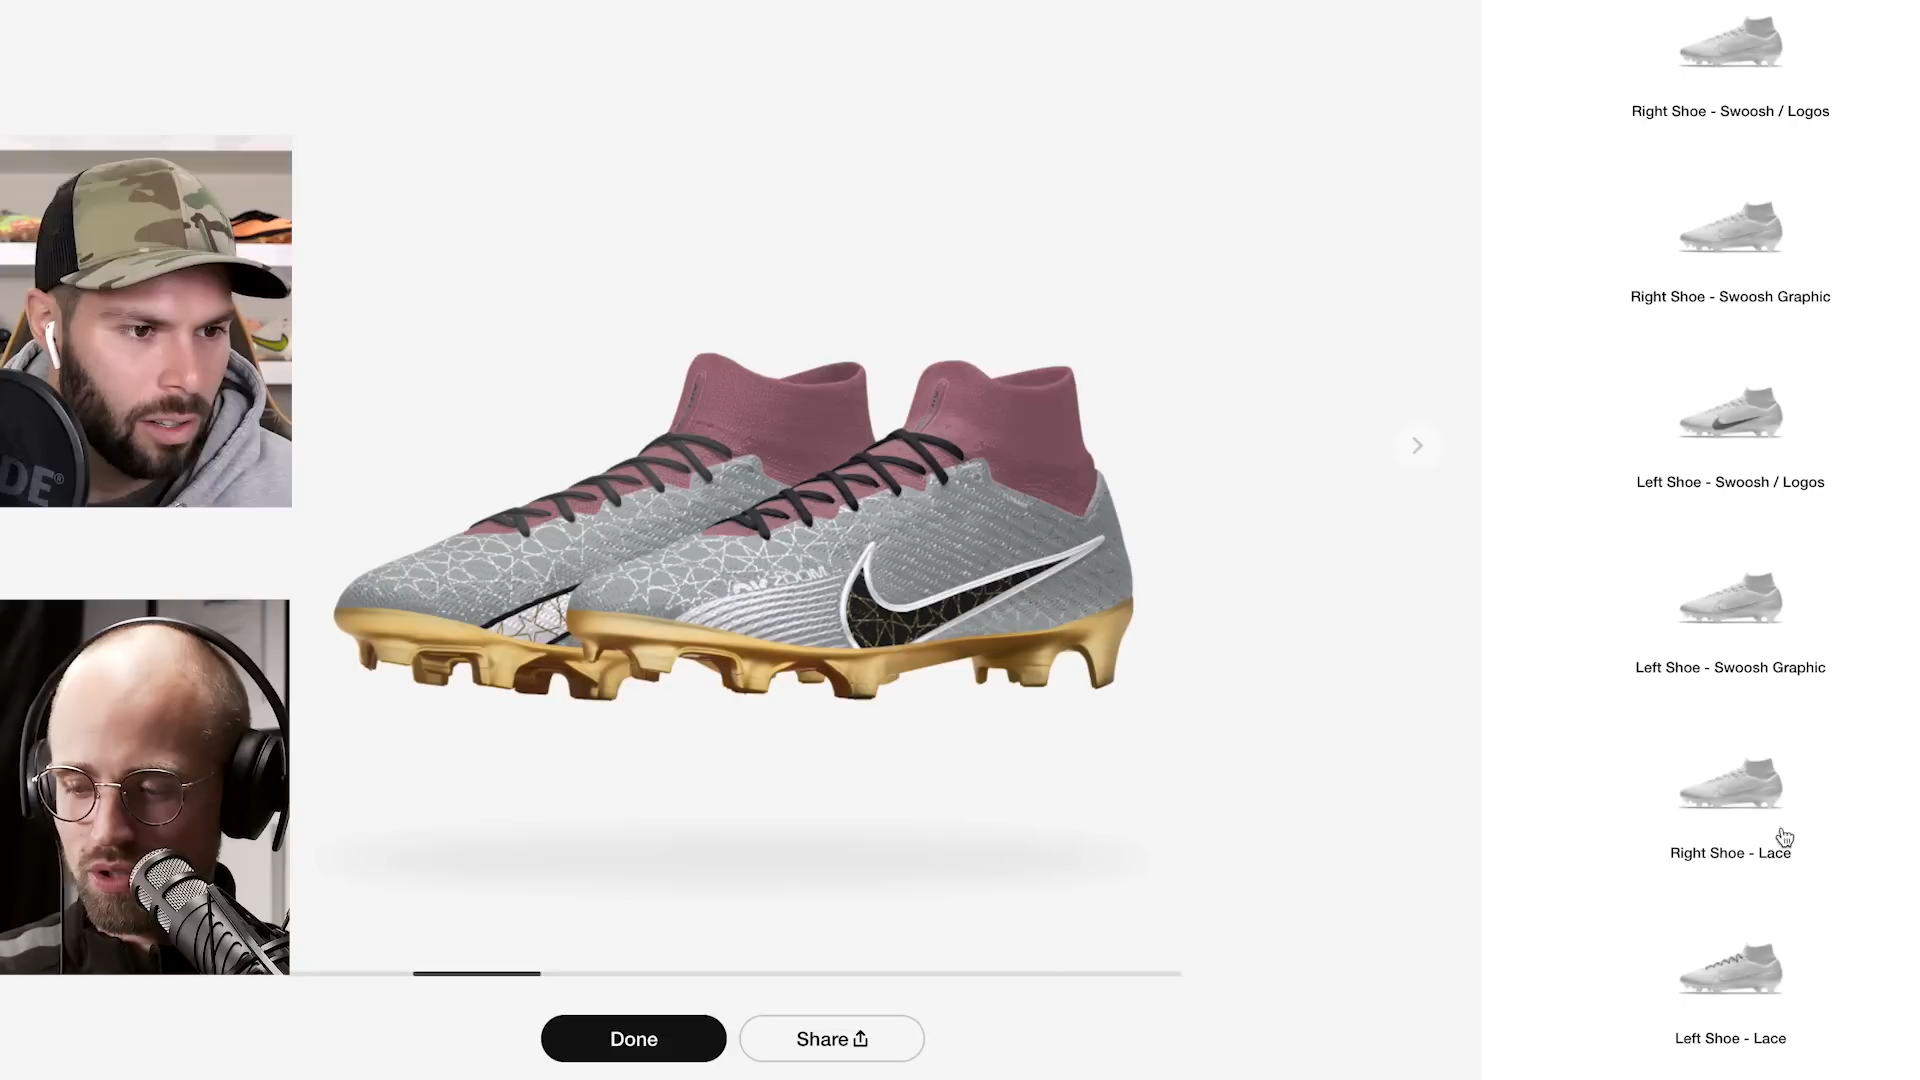 Right Shoe - Swoosh / Logos
Right Shoe - Swoosh Graphic
Left Shoe - Swoosh / Logos
DE®
Left Shoe - Swoosh Graphic
Right Shoe - Lace
Left Shoe - Lace
Done
Share